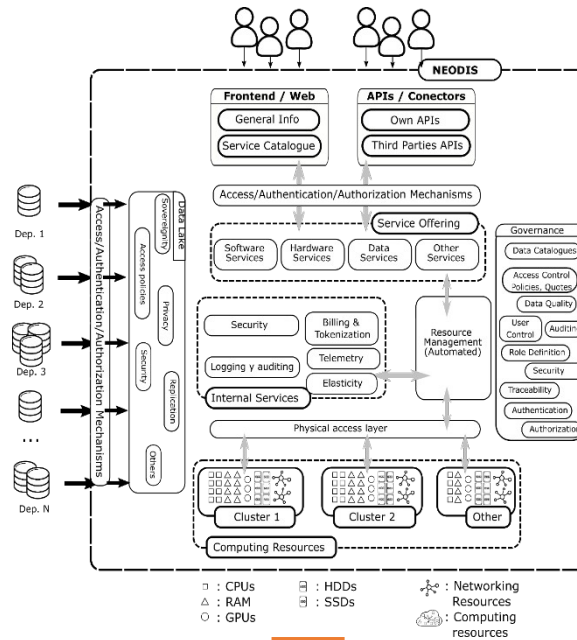 NEODIS
Frontend / Web
General Info
Service Catalogue
APIs / Conectors
Own APIs
Third Parties APIs
Access/Authentication/Authorization Mechanisms
Service Offering
Software
Services
Hardware
Services
Data
Services
Other
Services
Dep. 1
Dep. 2
Dep. 3
...
Dep. N
Access/Authentication/Authorization Mechanisms
Data Lake
Sovereignity
Access policies
Privacy
Security
Replication
Others
Security
Billing &
Tokenization
Telemetry
Logging y auditing
Elasticity
Internal Services
Resource
Management
(Automated)
Governance
Data Catalogues
Access Control
Policies, Quotes
Data Quality
User
Control
Auditing
Role Definition
Security
Traceability
Authentication
Authorization
Physical access layer
Cluster 1
Cluster 2
Other
Computing Resources
: CPUs
: RAM
: GPUs
: HDDs
: SSDs
: Networking
Resources
: Computing
resources